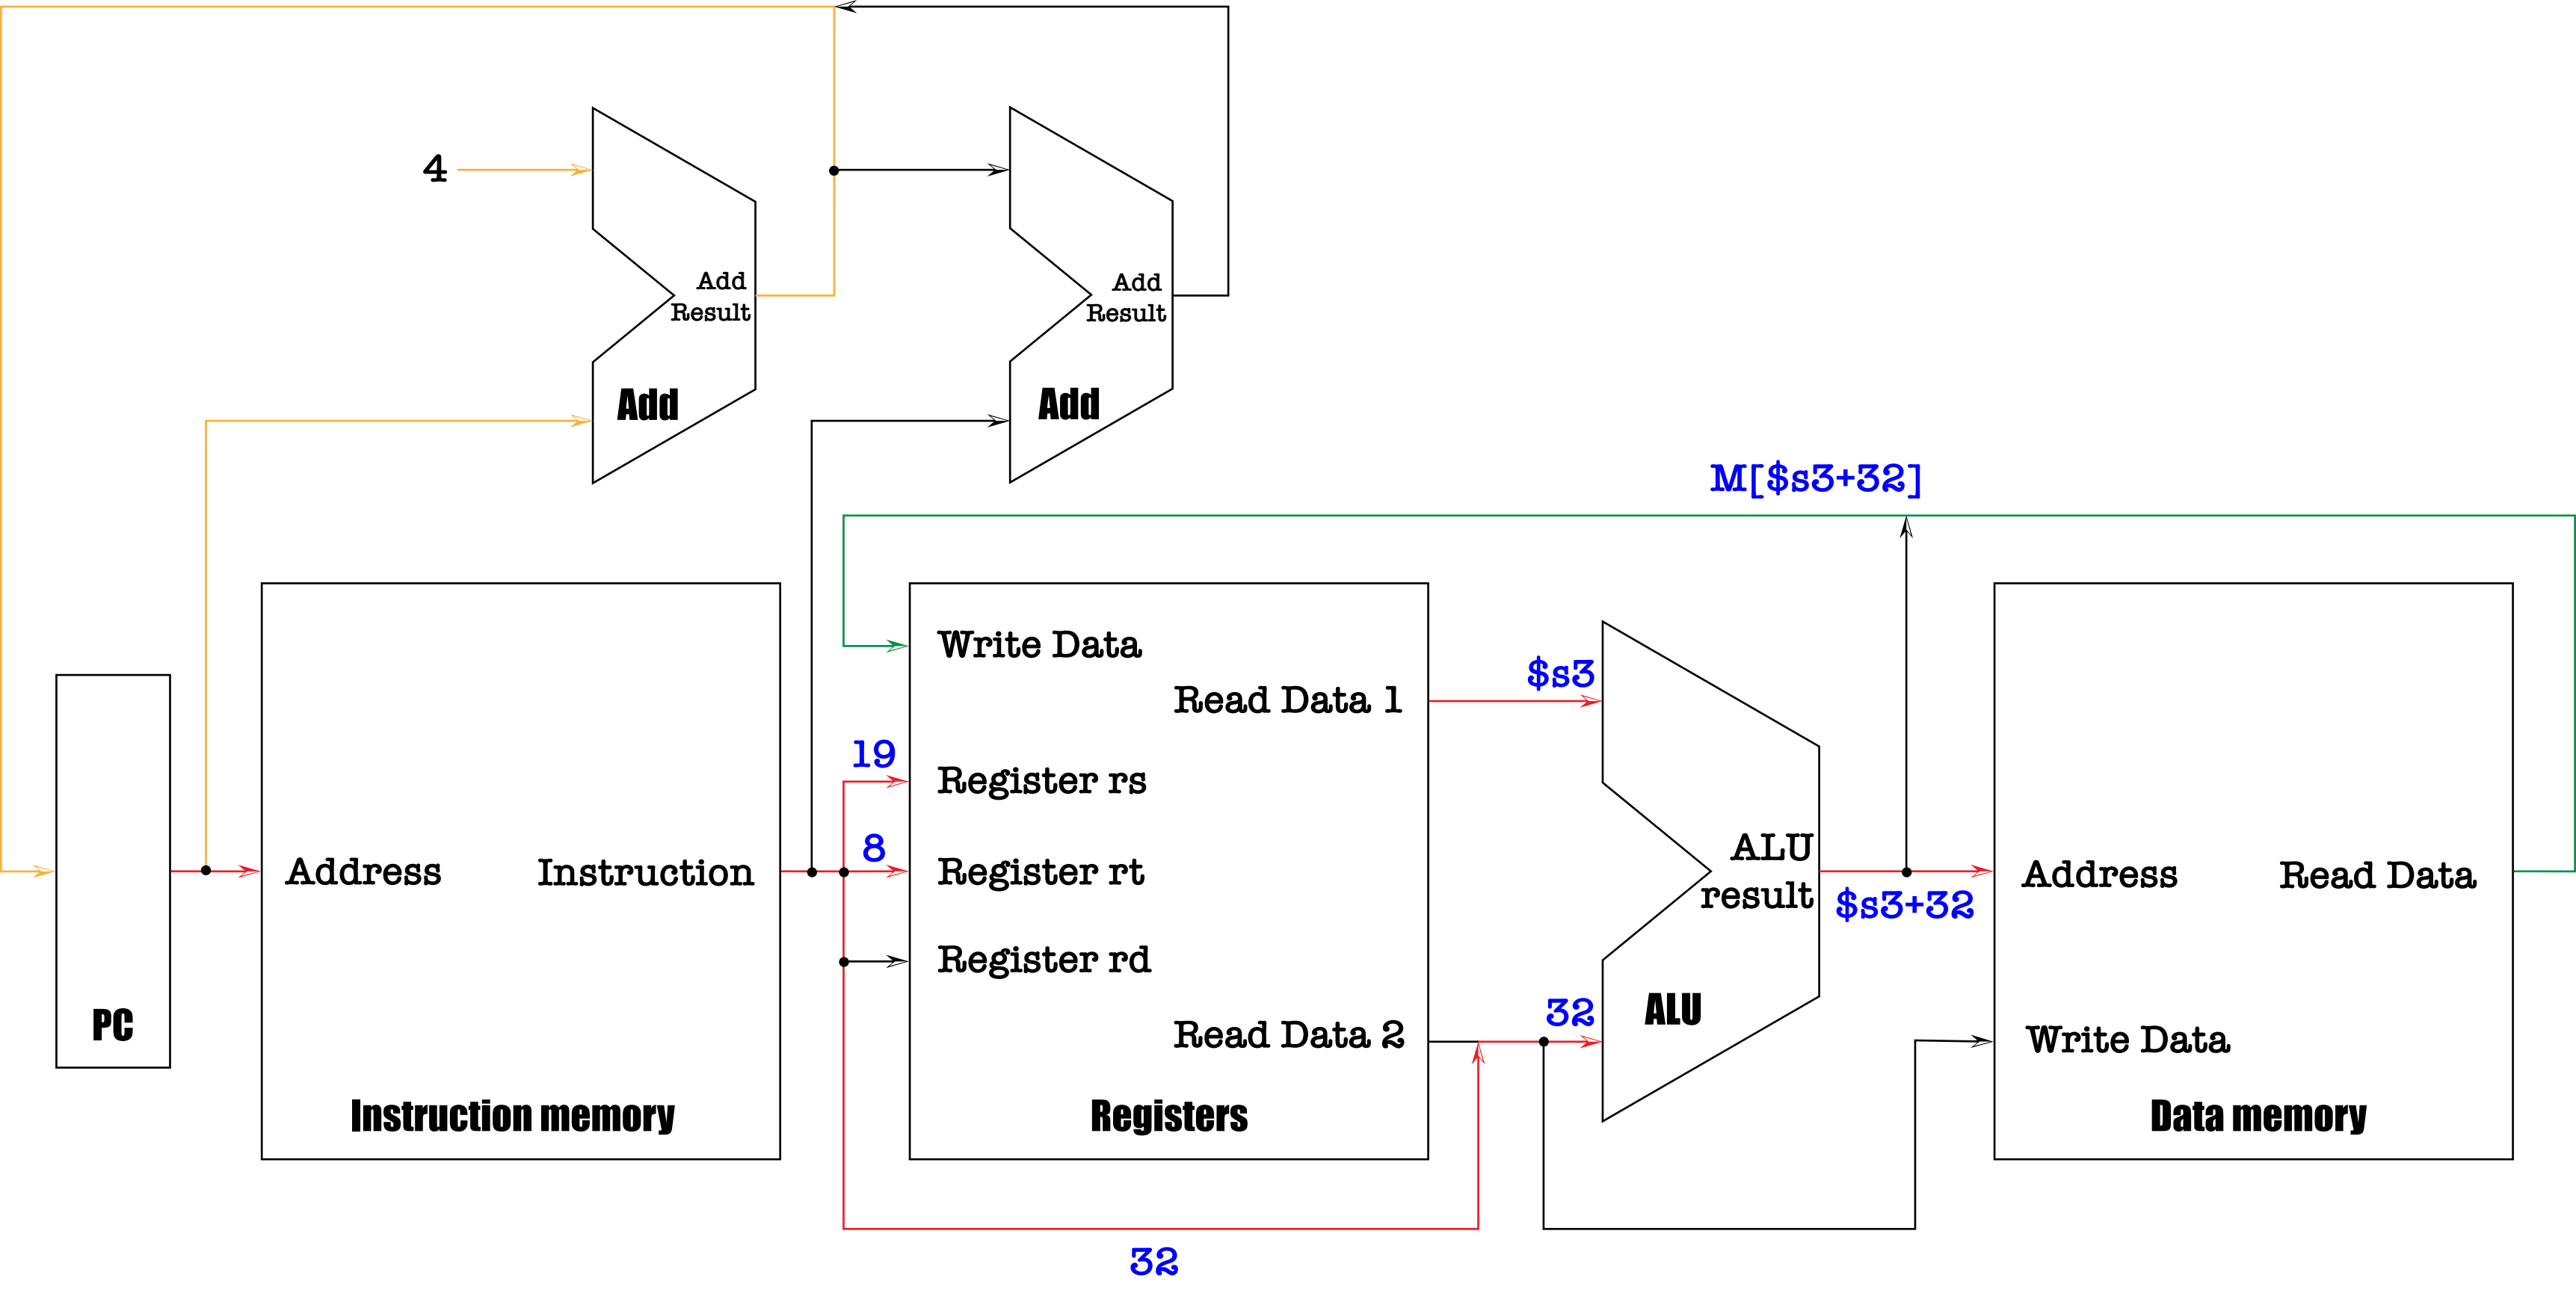 4
Add
Result
Add
Add
Result
Add
M[$s3+32]
Write Data
Read Data 1
$s3
19
Register rs
8
Register rt
Register rd
Read Data 2
32
Registers
32
PC
Address
Instruction
Instruction memory
ALU
result
ALU
$s3+32
Address
Read Data
Write Data
Data memory